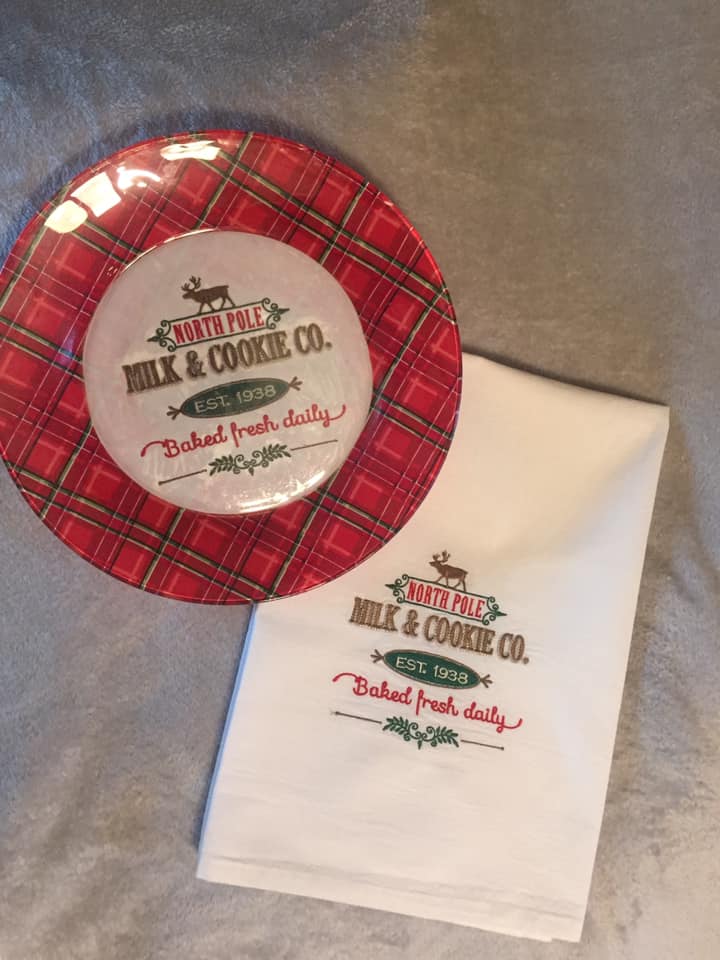 NORTH POLE
MILK & COOKIE CO.
EST. 1938
Baked fresh daily
NORTH POLE
MILK & COOKIE CO.
EST. 1938
Baked fresh daily